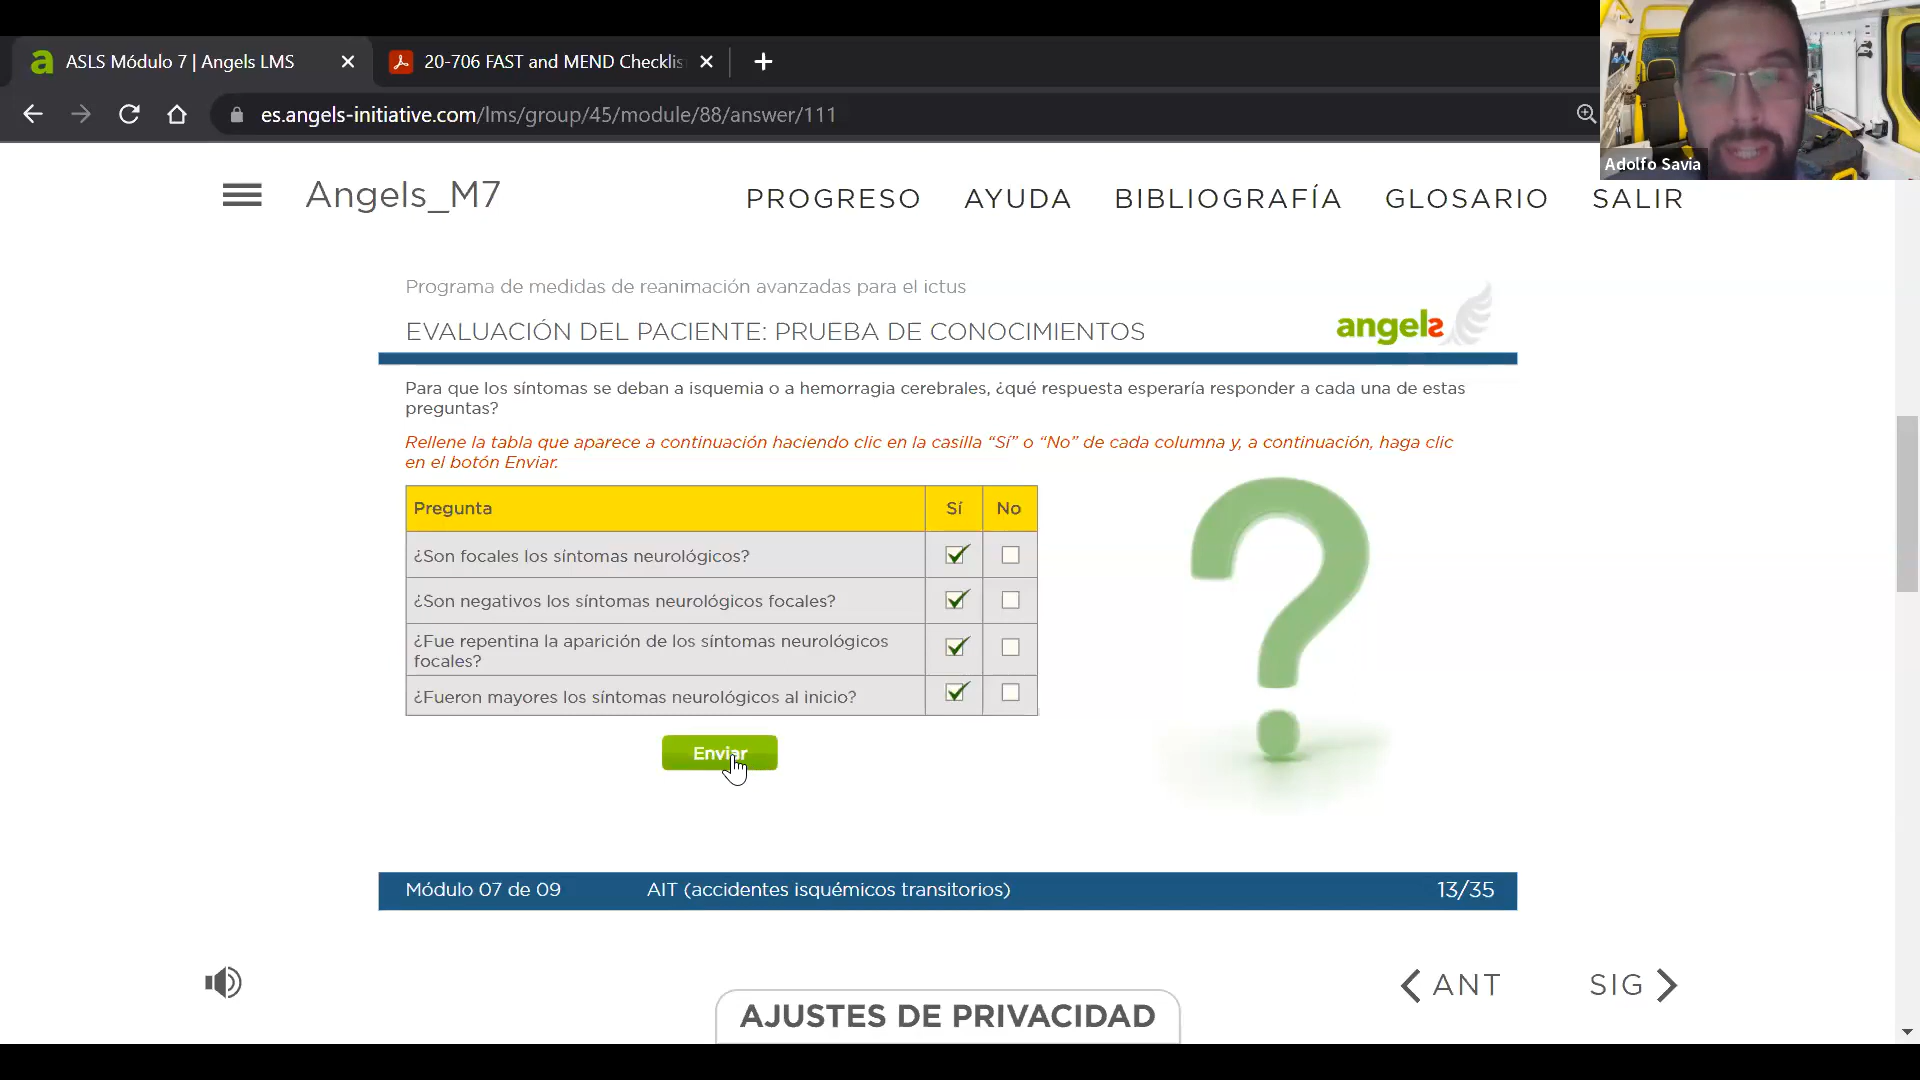 ASLS Módulo 7 | Angels LMS
20-706 FAST and MEND Checklis
es.angels-initiative.com/lms/group/45/module/88/answer/111
Adolfo Savia
Angels_M7
PROGRESO
AYUDA
BIBLIOGRAFÍA
GLOSARIO
SALIR
Programa de medidas de reanimación avanzadas para el ictus
EVALUACIÓN DEL PACIENTE: PRUEBA DE CONOCIMIENTOS
angels
Para que los síntomas se deban a isquemia o a hemorragia cerebrales, ¿qué respuesta esperaría responder a cada una de estas
preguntas?
Rellene la tabla que aparece a continuación haciendo clic en la casilla “Sí” o “No” de cada columna y, a continuación, haga clic
en el botón Enviar.
Pregunta Sí No
¿Son focales los síntomas neurológicos?
¿Son negativos los síntomas neurológicos focales?
¿Fue repentina la aparición de los síntomas neurológicos
focales?
¿Fueron mayores los síntomas neurológicos al inicio?
Enviar
?
Módulo 07 de 09
AIT (accidentes isquémicos transitorios)
13/35
ANT
SIG
AJUSTES DE PRIVACIDAD